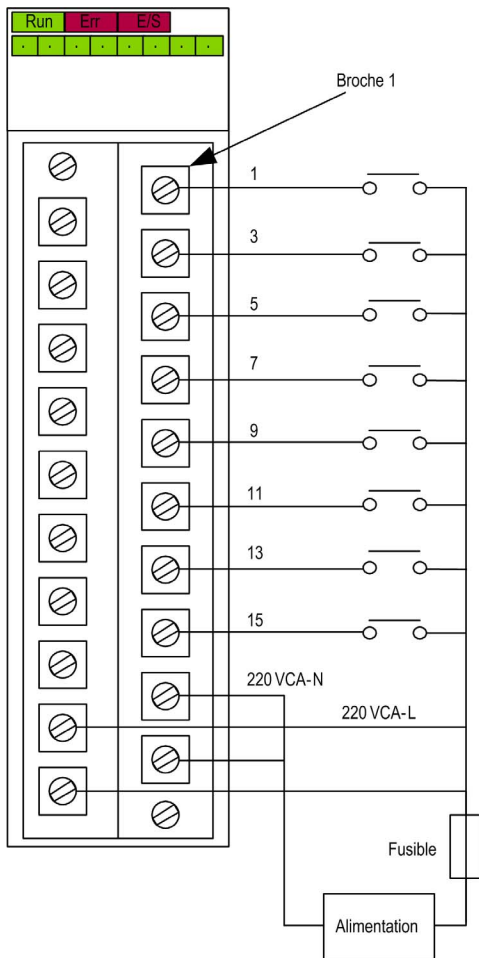 Run Err E/S
Broche 1
1
3
5
7
9
11
13
15
220 VCA-N
220 VCA-L
Fusible
Alimentation